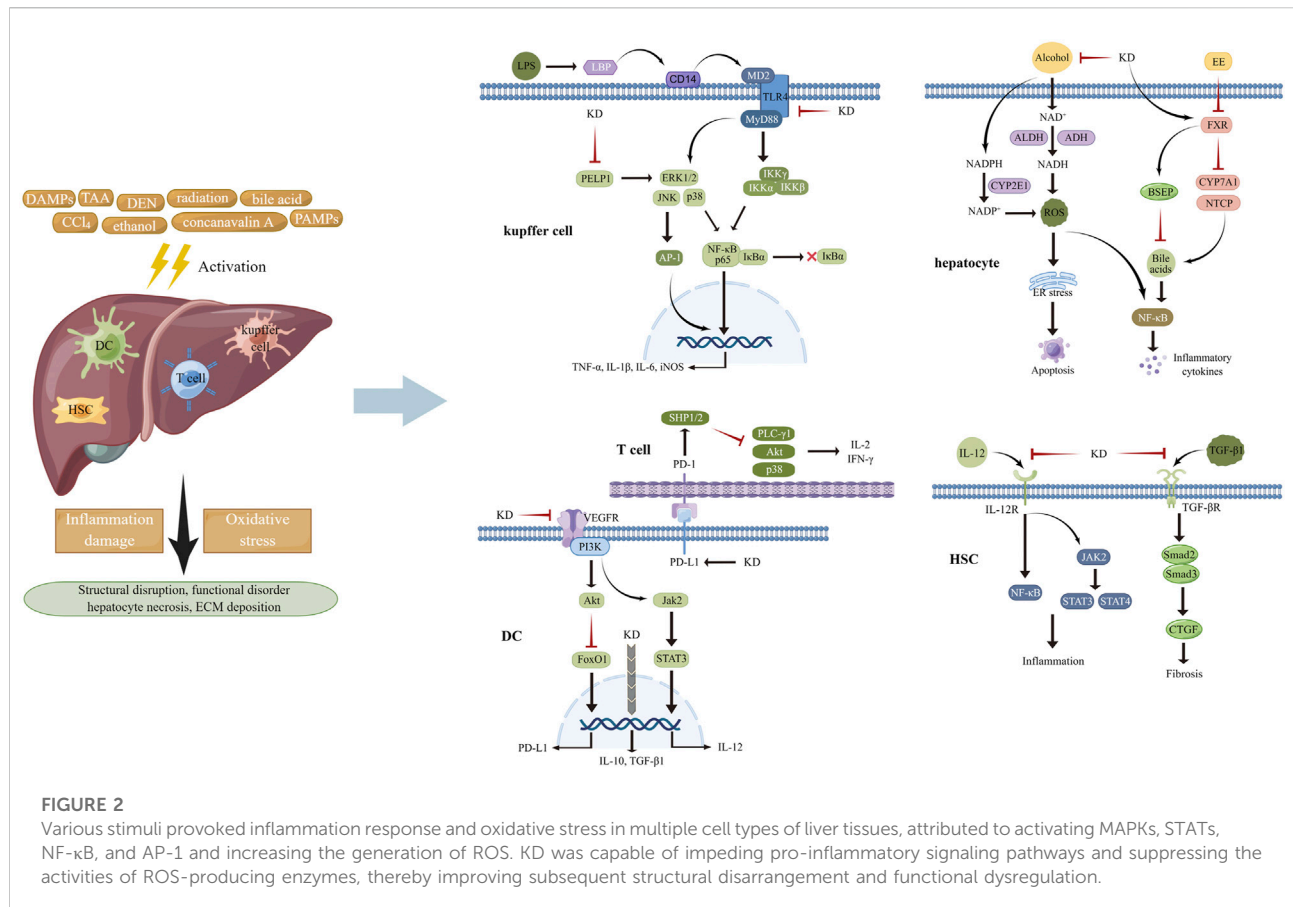 DAMPs TAA DEN radiation bile acid
CCl₄ ethanol concanavalin A PAMPs
Activation
DC
kupffer
cell
T cell
HSC
Inflammation
damage
Oxidative
stress
Structural disruption, functional disorder
hepatocyte necrosis, ECM deposition
LPS
LBP
CD14
MD2
TLR4
MyD88
KD
KD
PELP1
ERK1/2
JNK
p38
IKKγ
IKKα
IKKβ
kupffer cell
AP-1
NF-κB
p65
IκBα
IκBα
TNF-α, IL-1β, IL-6, iNOS
Alcohol
KD
EE
NAD⁺
FXR
ALDH
ADH
NADPH
NADH
CYP2E1
NADP⁺
ROS
BSEP
CYP7A1
NTCP
hepatocyte
Bile
acids
ER stress
NF-κB
Apoptosis
Inflammatory
cytokines
SHP1/2
T cell
PLC-γ1
Akt
p38
IL-2
IFN-γ
PD-1
KD
VEGFR
PI3K
PD-L1
KD
Akt
Jak2
DC
KD
FoxO1
STAT3
PD-L1
IL-12
IL-10, TGF-β1
IL-12
KD
TGF-β1
IL-12R
TGF-βR
HSC
JAK2
Smad2
Smad3
NF-κB
STAT3
STAT4
CTGF
Inflammation
Fibrosis
FIGURE 2
Various stimuli provoked inflammation response and oxidative stress in multiple cell types of liver tissues, attributed to activating MAPKs, STATs,
NF-κB, and AP-1 and increasing the generation of ROS. KD was capable of impeding pro-inflammatory signaling pathways and suppressing the
activities of ROS-producing enzymes, thereby improving subsequent structural disarrangement and functional dysregulation.